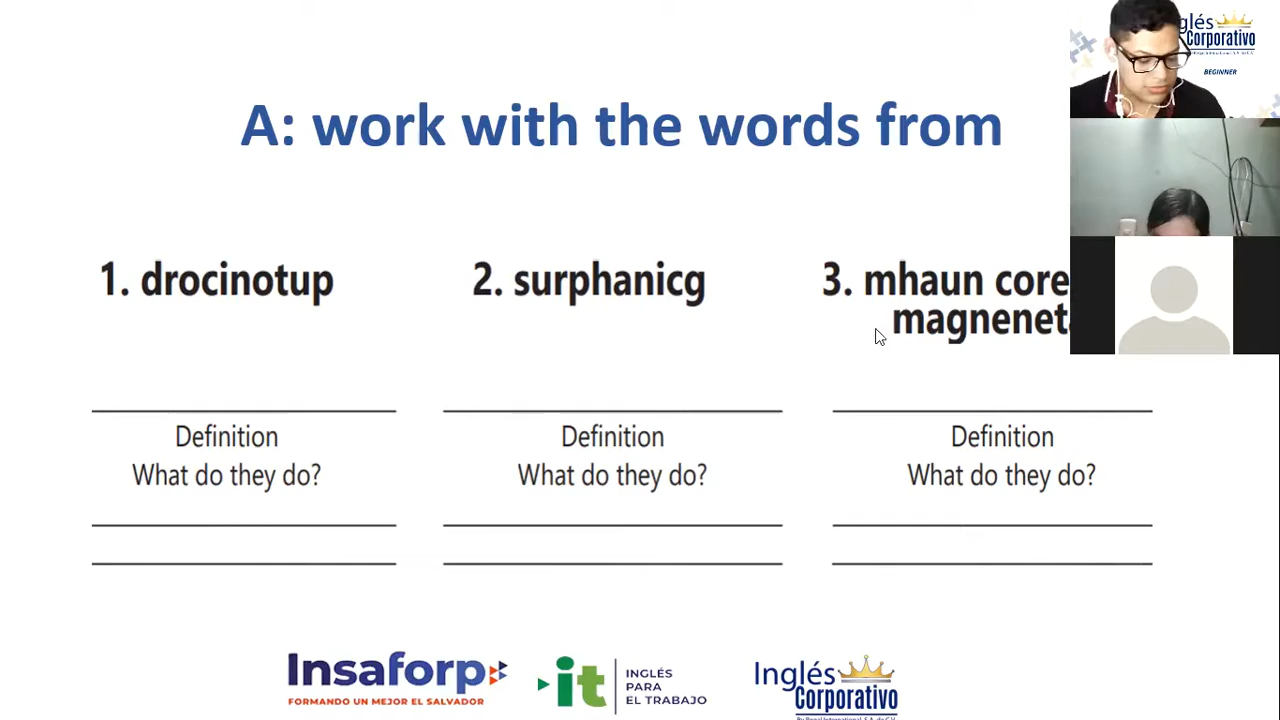 A: work with the words from
1. drocinotup
2. surphanicg
3. mhaun core
magnenet
Definition
What do they do?
Definition
What do they do?
Definition
What do they do?
Insaforp
FORMANDO UN MEJOR EL SALVADOR
it
INGLÉS
PARA
EL TRABAJO
Inglés
Corporativo
glés
Corporativo
BEGINNER